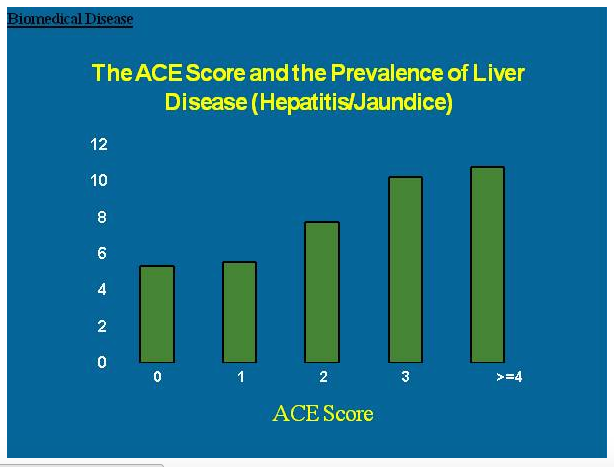 Biomedical Disease
The ACE Score and the Prevalence of Liver
Disease (Hepatitis/Jaundice)
12
10
8
6
4
2
0
0 1 2 3 >=4
ACE Score